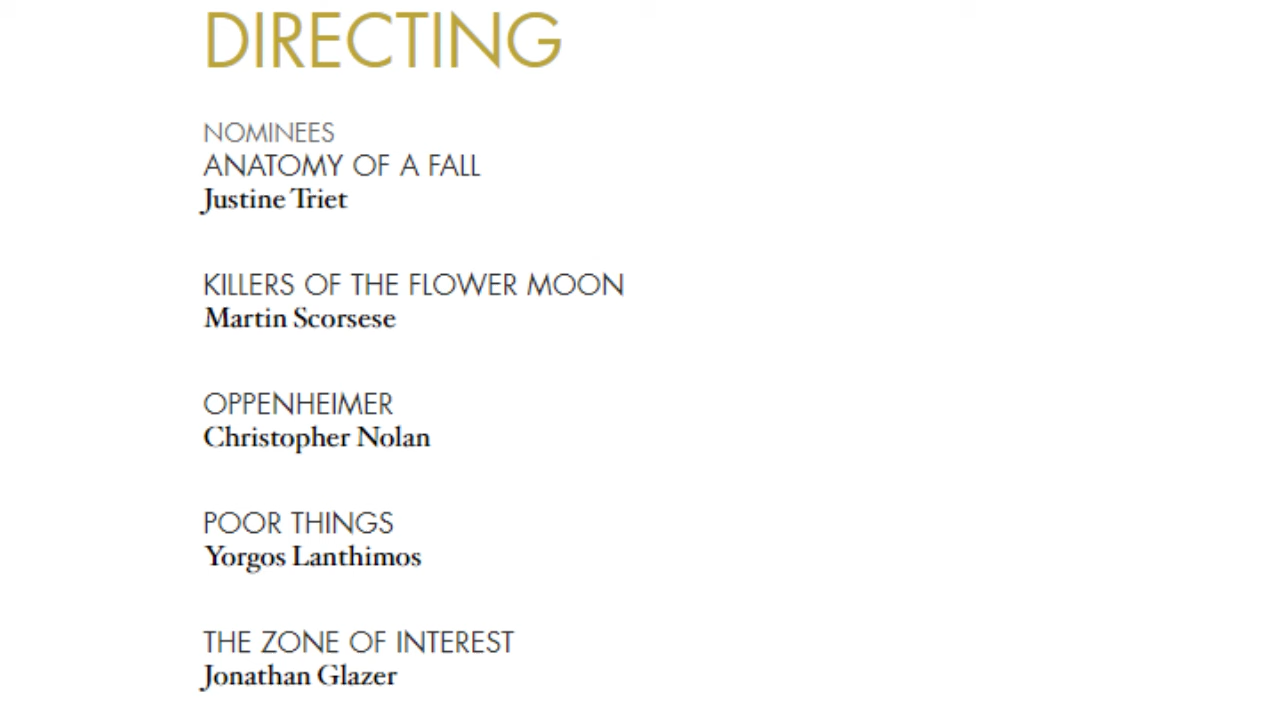 DIRECTING
NOMINEES
ANATOMY OF A FALL
Justine Triet
KILLERS OF THE FLOWER MOON
Martin Scorsese
OPPENHEIMER
Christopher Nolan
POOR THINGS
Yorgos Lanthimos
THE ZONE OF INTEREST
Jonathan Glazer